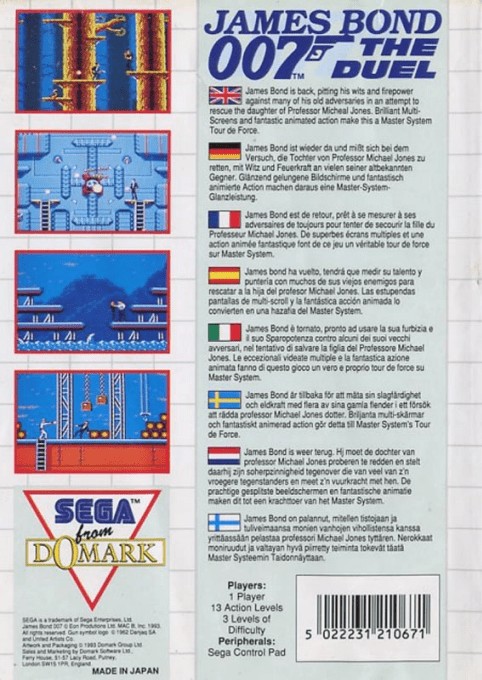 JAMES BOND
007 THE
DUEL
James Bond is back, pitting his wits and firepower
against many of his old adversaries in an attempt to
rescue the daughter of Professor Micheal Jones. Brilliant Multi-
Screens and fantastic animated action make this a Master System
Tour de Force.
James Bond ist wieder da und mißt sich bei dem
Versuch, die Tochter von Professor Michael Jones zu
retten, mit Witz und Feuerkraft an vielen seiner altbekannten
Gegner. Glänzend gelungene Bildschirme und fantastisch
animierte Action machen daraus eine Master-System-
Glanzleistung.
James Bond est de retour, prêt à se mesurer à ses
adversaires de toujours pour tenter de secourir la fille du
Professeur Michael Jones. De superbes écrans multiples et une
action animée fantastique font de ce jeu un véritable tour de force
sur Master System.
James bond ha vuelto, tendrá que medir su talento y
puntería con muchos de sus viejos enemigos para
rescatar a la hija del profesor Michael Jones. Las estupendas
pantallas de multi-scroll y la fantástica acción animada lo
convierten en una hazafia del Master System.
James Bond è tornato, pronto ad usare la sua furbizia e
il suo Sparopotenza contro alcuni dei suoi vecchi
avversari, nel tentativo di salvare la figlia del Professore Michael
Jones. Le eccezionali videate multiple e la fantastica azione
animata fanno di questo gioco un vero e proprio tour de force su
Master System.
James Bond är tillbaka för att mäta sin slagfärdighet
och eldkraft med flera av sina gamla fiender i ett försök
att rädda professor Michael Jones dotter. Briljanta multi-skärmar
och fantastiskt animerad action gör detta till Master System's Tour
de Force.
James Bond is weer terug. Hj moet de dochter van
professor Michael Jones proberen te redden en stelt
daarhij zijn scherpzinnigheid tegenover die van veel van z'n
vroegere tegenstanders en meet z'n vuurkracht met hen. De
prachtige gesplitste beeldschermen en fantastische animatie
maken dit tot een krachttoer van het Master System.
James Bond on palannut, mitellen tistojaan ja
tuliveimaansa monien vanhojen vihollistensa kanssa
yrittäässään pelastaa professori Michael Jones tyttären. Nerokkaat
moniruudut ja valtayan hyvä piirretty teiminta tokevät täätä
Master Systeemin Taidonnäyttaan.
SEGA™
from
DOMARK
Players:
1 Player
13 Action Levels
3 Levels of
Difficulty
Peripherals:
Sega Control Pad
5 022231 210671
SEGA is a trademark of Sega Enterprises, Ltd.
James Bond 007 © Eon Produktions Ltd. MAC B, Inc. 1993.
All rights reserved. Gun symbol logo © 1962 Danjaq SA
and United Artists Co.
Artwork and Packaging © 1993 Domark Group Ltd.
Sales and Marketing by Domark Software Ltd.,
Ferry House, 51-57 Lacy Road, Putney,
London SW15 1PR, England.
MADE IN JAPAN